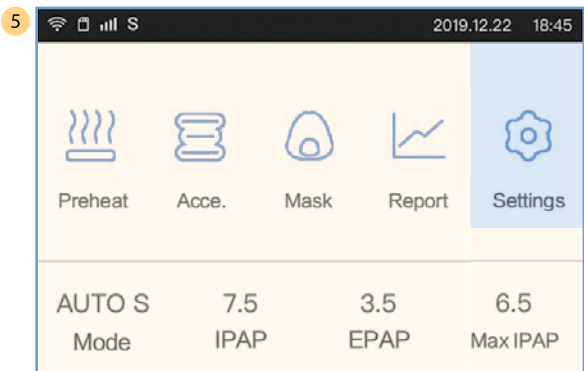 5
S 2019.12.22 18:45
Preheat Acce. Mask Report Settings
AUTO S 7.5 3.5 6.5
Mode IPAP EPAP Max IPAP